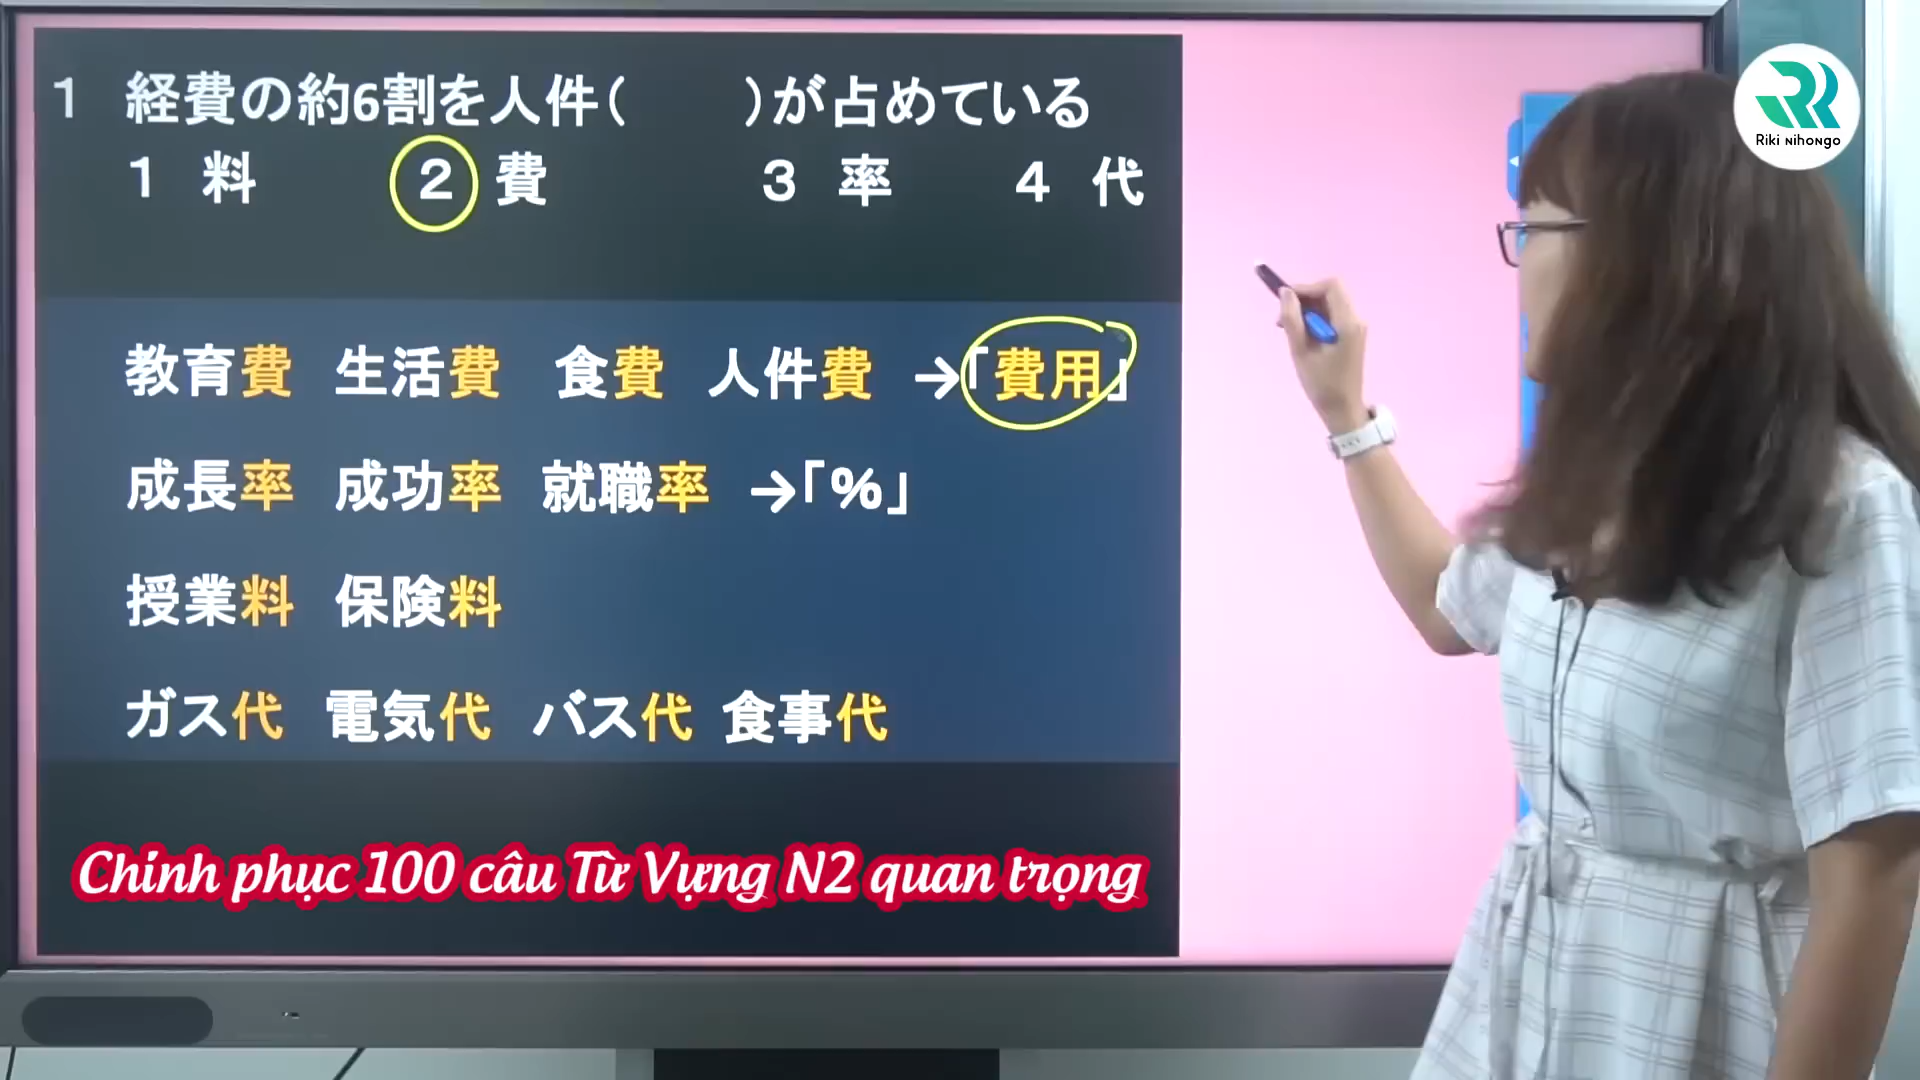 1 経費の約6割を人件(　　)が占めている
1 料 2 費 3 率 4 代
教育費 生活費 食費 人件費 →「費用」
成長率 成功率 就職率 →「%」
授業料 保険料
ガス代 電気代 バス代 食事代
Chinh phục 100 câu Từ Vựng N2 quan trọng
Riki nihongo